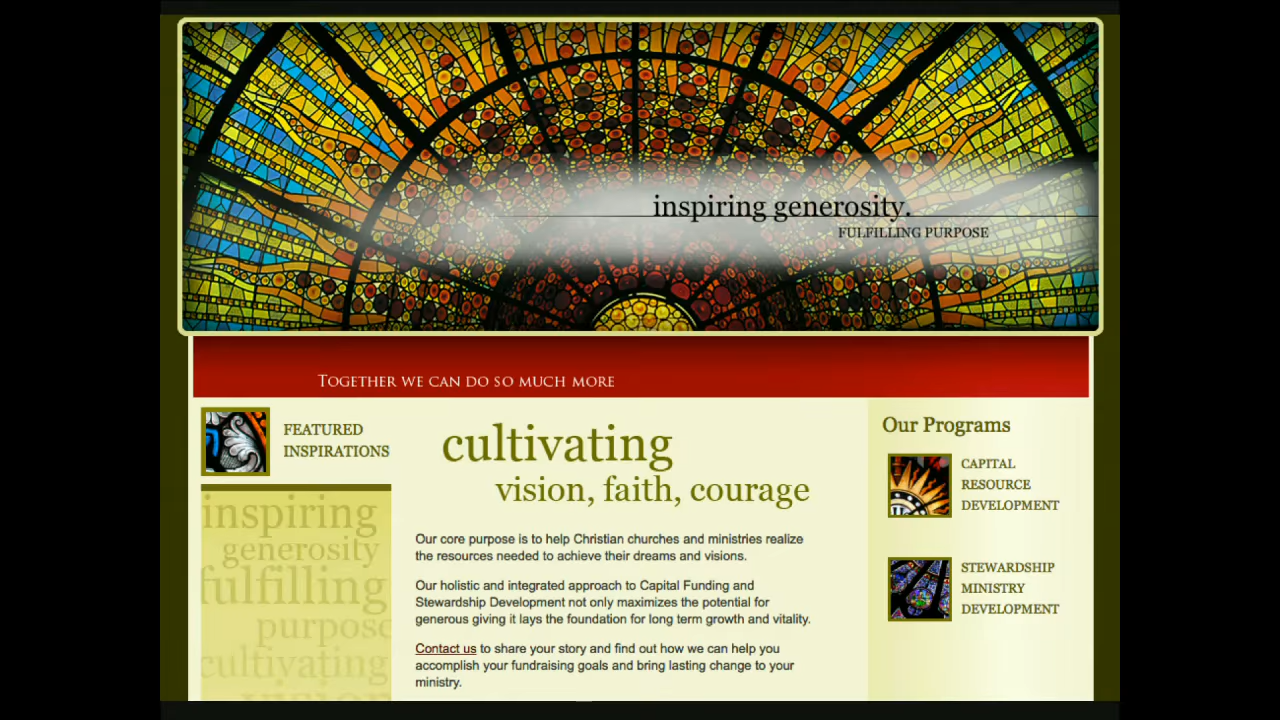 inspiring generosity.
FULFILLING PURPOSE
TOGETHER WE CAN DO SO MUCH MORE
FEATURED
INSPIRATIONS
inspiring
generosity
fulfilling
purpose
cultivating
vision
cultivating
vision, faith, courage
Our core purpose is to help Christian churches and ministries realize
the resources needed to achieve their dreams and visions.
Our holistic and integrated approach to Capital Funding and
Stewardship Development not only maximizes the potential for
generous giving it lays the foundation for long term growth and vitality.
Contact us to share your story and find out how we can help you
accomplish your fundraising goals and bring lasting change to your
ministry.
Our Programs
CAPITAL
RESOURCE
DEVELOPMENT
STEWARDSHIP
MINISTRY
DEVELOPMENT